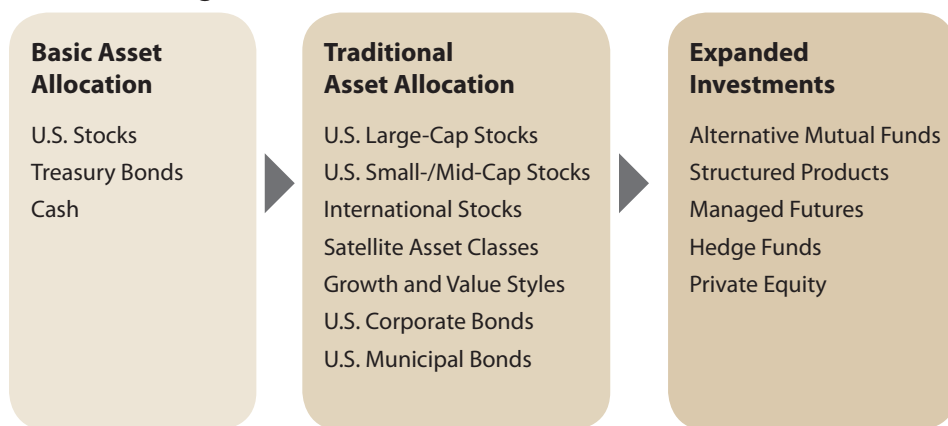 Basic Asset
Allocation
U.S. Stocks
Treasury Bonds
Cash
Traditional
Asset Allocation
U.S. Large-Cap Stocks
U.S. Small-/Mid-Cap Stocks
International Stocks
Satellite Asset Classes
Growth and Value Styles
U.S. Corporate Bonds
U.S. Municipal Bonds
Expanded
Investments
Alternative Mutual Funds
Structured Products
Managed Futures
Hedge Funds
Private Equity